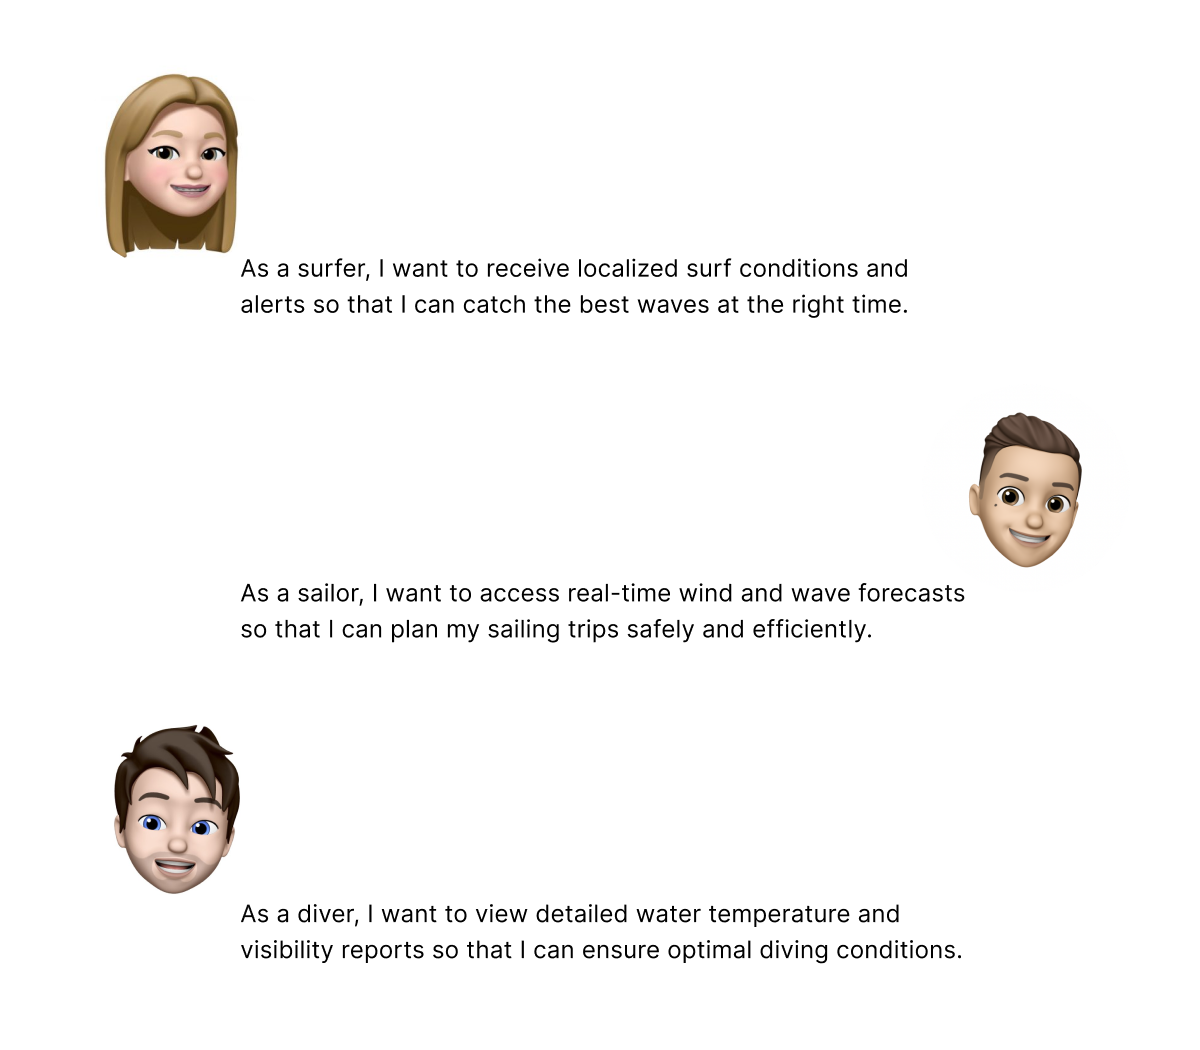 As a surfer, I want to receive localized surf conditions and
alerts so that I can catch the best waves at the right time.
As a sailor, I want to access real-time wind and wave forecasts
so that I can plan my sailing trips safely and efficiently.
As a diver, I want to view detailed water temperature and
visibility reports so that I can ensure optimal diving conditions.